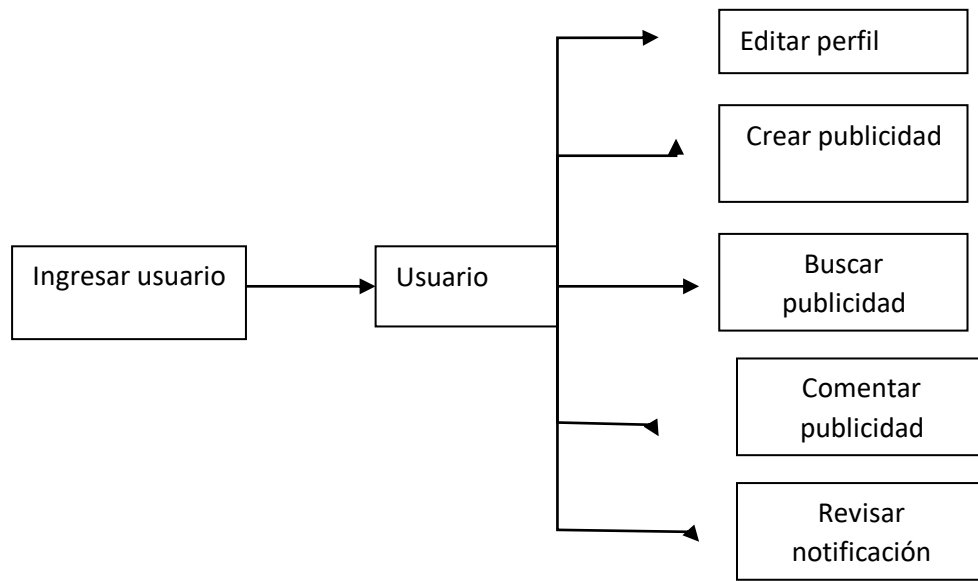 Editar perfil
Crear publicidad
Ingresar usuario
Usuario
Buscar
publicidad
Comentar
publicidad
Revisar
notificación